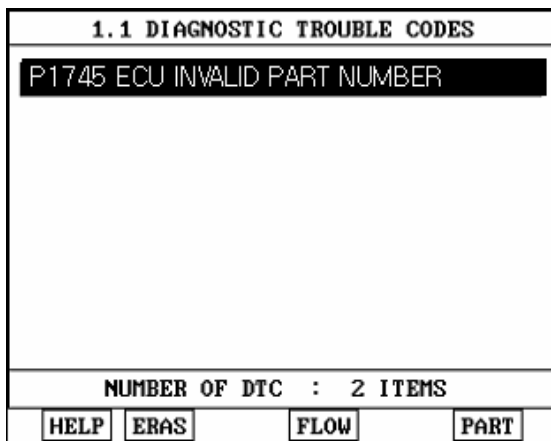 1.1 DIAGNOSTIC TROUBLE CODES
P1745 ECU INVALID PART NUMBER
NUMBER OF DTC : 2 ITEMS
HELP ERAS FLOW PART